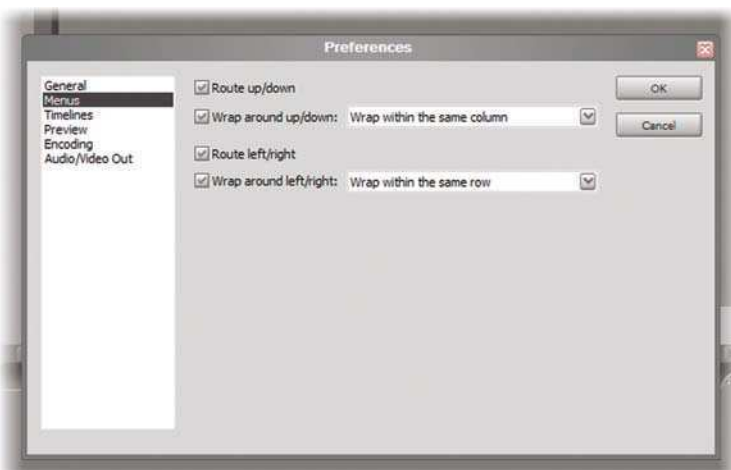 Preferences
General
Menus
Timelines
Preview
Encoding
Audio/Video Out
Route up/down
Wrap around up/down: Wrap within the same column
Route left/right
Wrap around left/right: Wrap within the same row
OK
Cancel